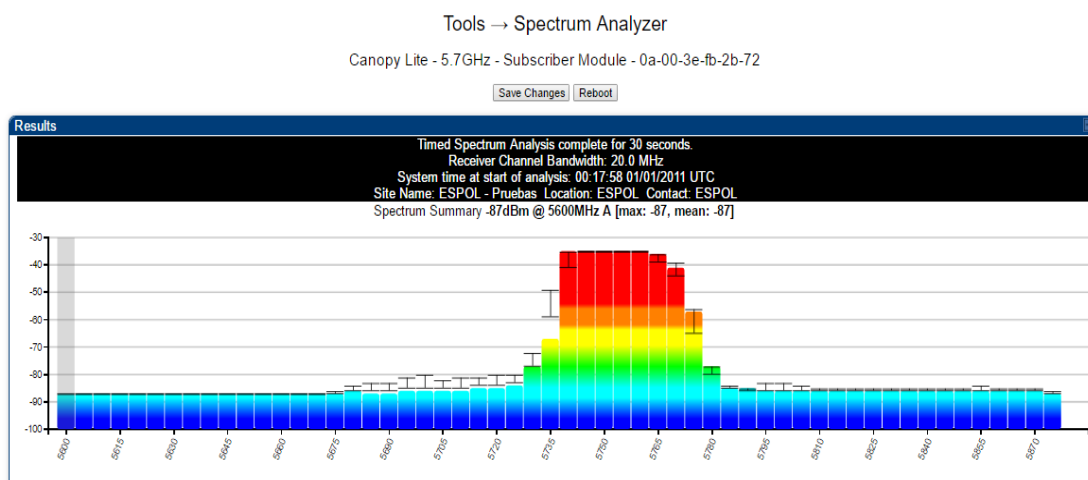 Tools → Spectrum Analyzer
Canopy Lite - 5.7GHz - Subscriber Module - 0a-00-3e-fb-2b-72
Save Changes Reboot
Results
Timed Spectrum Analysis complete for 30 seconds.
Receiver Channel Bandwidth: 20.0 MHz
System time at start of analysis: 00:17:58 01/01/2011 UTC
Site Name: ESPOL - Pruebas Location: ESPOL Contact: ESPOL
Spectrum Summary -87dBm @ 5600MHz A [max: -87, mean: -87]
-30
-40
-50
-60
-70
-80
-90
-100
5600 5615 5630 5645 5660 5675 5690 5705 5720 5735 5750 5765 5780 5795 5810 5825 5840 5855 5870